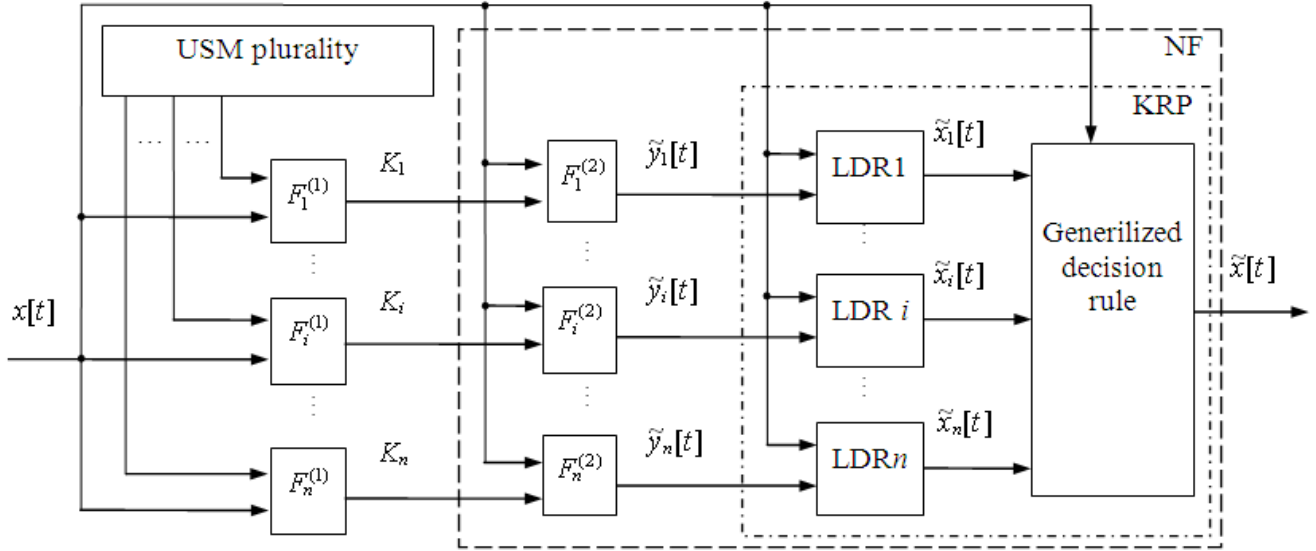 USM plurality
NF
KRP
x[t]
F₁⁽¹⁾
K₁
F₁⁽²⁾
ỹ₁[t]
LDR1
x̃₁[t]
Fᵢ⁽¹⁾
Kᵢ
Fᵢ⁽²⁾
ỹᵢ[t]
LDR i
x̃ᵢ[t]
Fₙ⁽¹⁾
Kₙ
Fₙ⁽²⁾
ỹₙ[t]
LDRn
x̃ₙ[t]
Generilized
decision
rule
x̃[t]